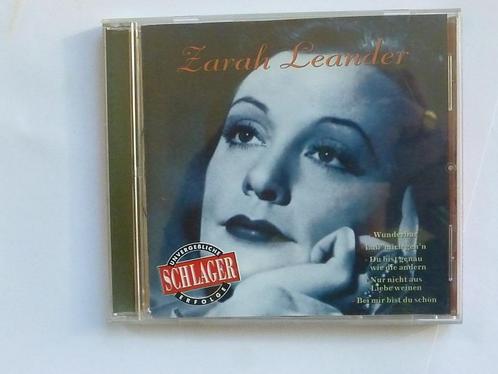 Zarah Leander
Wunderbar
Laß mich geh'n
Du bist genau
wie die andern
Nur nicht aus
Liebe weinen
Bei mir bist du schön
UNVERGEßLICHE
SCHLAGER
ERFOLGE